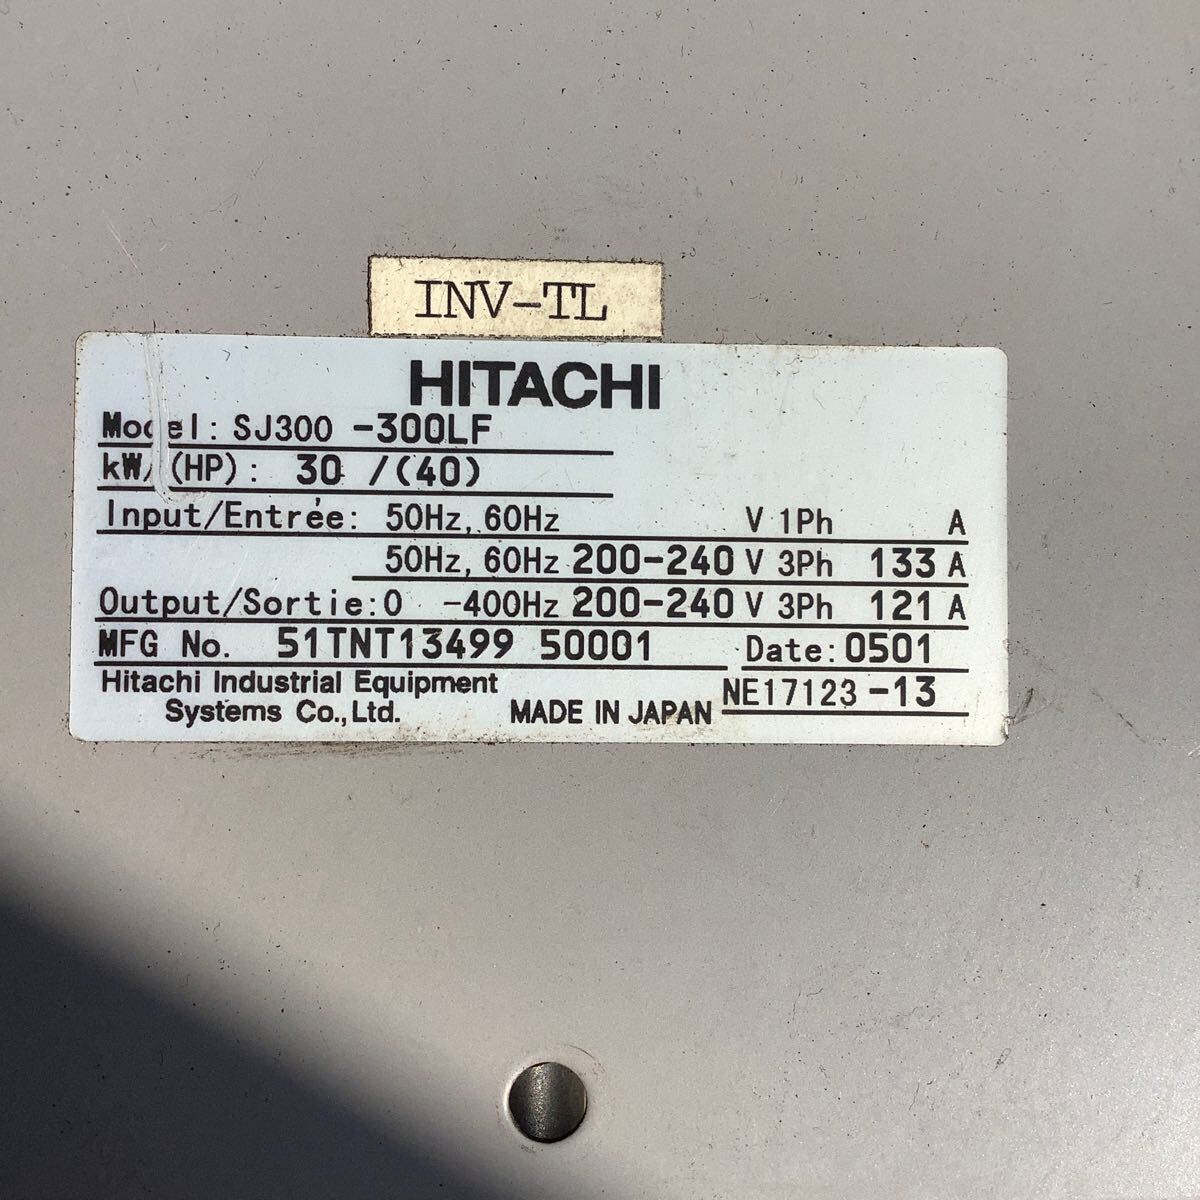 INV-TL
HITACHI
Model: SJ300 -300LF
kW/(HP): 30 /(40)
Input/Entrée: 50Hz, 60Hz V 1Ph A
50Hz, 60Hz 200-240 V 3Ph 133 A
Output/Sortie:0 -400Hz 200-240 V 3Ph 121 A
MFG No. 51TNT13499 50001 Date:0501
Hitachi Industrial Equipment
Systems Co., Ltd. MADE IN JAPAN NE17123 -13